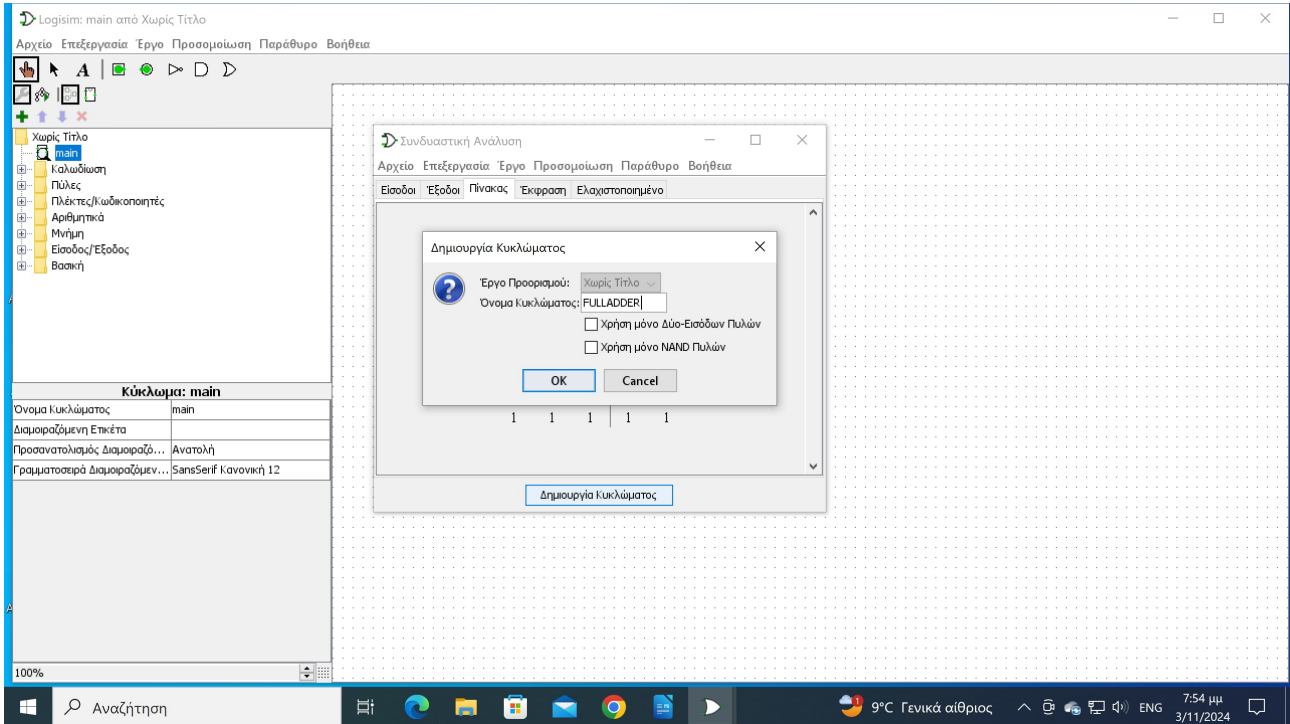 Logisim: main από Χωρίς Τίτλο
Αρχείο Επεξεργασία Έργο Προσομοίωση Παράθυρο Βοήθεια
A
Χωρίς Τίτλο
main
Καλωδίωση
Πύλες
Πλέκτες/Κωδικοποιητές
Αριθμητικά
Μνήμη
Είσοδος/Έξοδος
Βασική
Κύκλωμα: main
Όνομα Κυκλώματος main
Διαμοιραζόμενη Ετικέτα
Προσανατολισμός Διαμοιραζό... Ανατολή
Γραμματοσειρά Διαμοιραζόμεν... SansSerif Κανονική 12
100%
Συνδυαστική Ανάλυση
Αρχείο Επεξεργασία Έργο Προσομοίωση Παράθυρο Βοήθεια
Είσοδοι Έξοδοι Πίνακας Έκφραση Ελαχιστοποιημένο
Δημιουργία Κυκλώματος
Έργο Προορισμού: Χωρίς Τίτλο
Όνομα Κυκλώματος: FULLADDER
Χρήση μόνο Δύο-Εισόδων Πυλών
Χρήση μόνο NAND Πυλών
OK Cancel
1 1 1 1 1
Δημιουργία Κυκλώματος
Αναζήτηση
1
9°C Γενικά αίθριος
ENG
7:54 μμ
3/11/2024